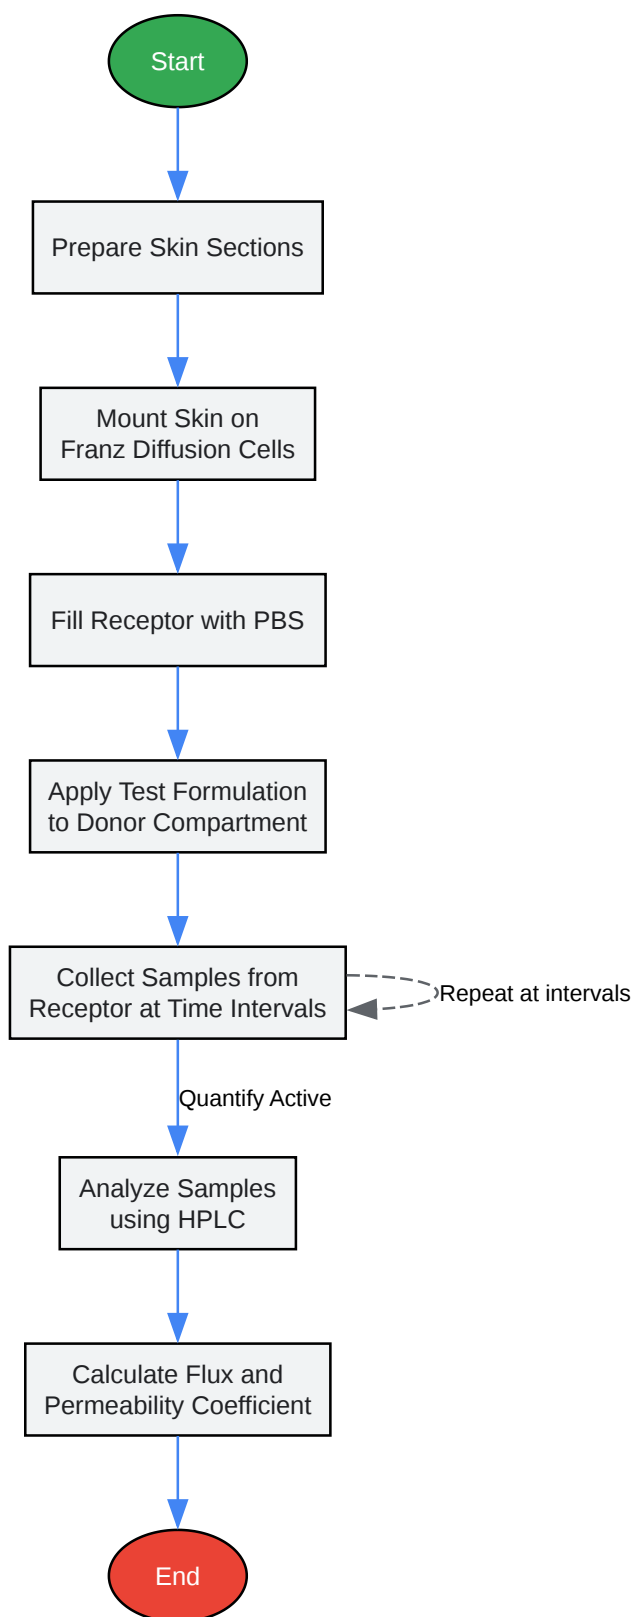 Start
Prepare Skin Sections
Mount Skin on
Franz Diffusion Cells
Fill Receptor with PBS
Apply Test Formulation
to Donor Compartment
Collect Samples from
Receptor at Time Intervals
Repeat at intervals
Quantify Active
Analyze Samples
using HPLC
Calculate Flux and
Permeability Coefficient
End